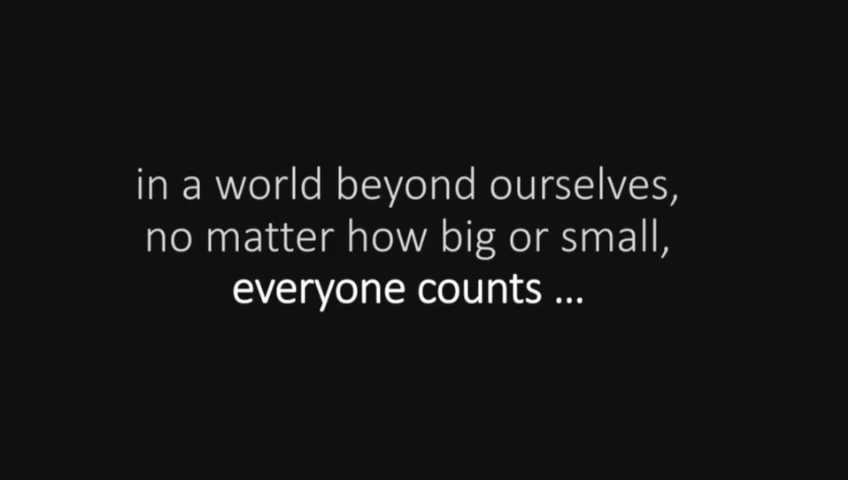 in a world beyond ourselves,
no matter how big or small,
everyone counts ...